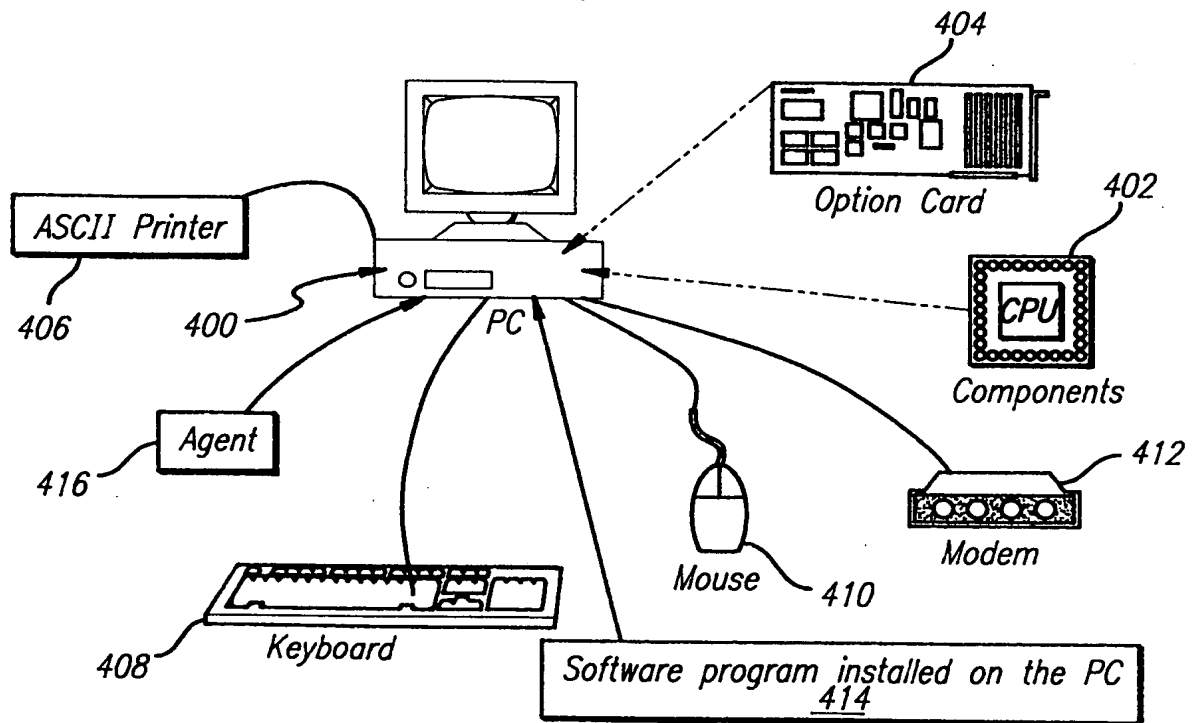 404
Option Card
402
CPU
Components
ASCII Printer
406
400
PC
Agent
416
412
Modem
Mouse
410
Keyboard
408
Software program installed on the PC
414